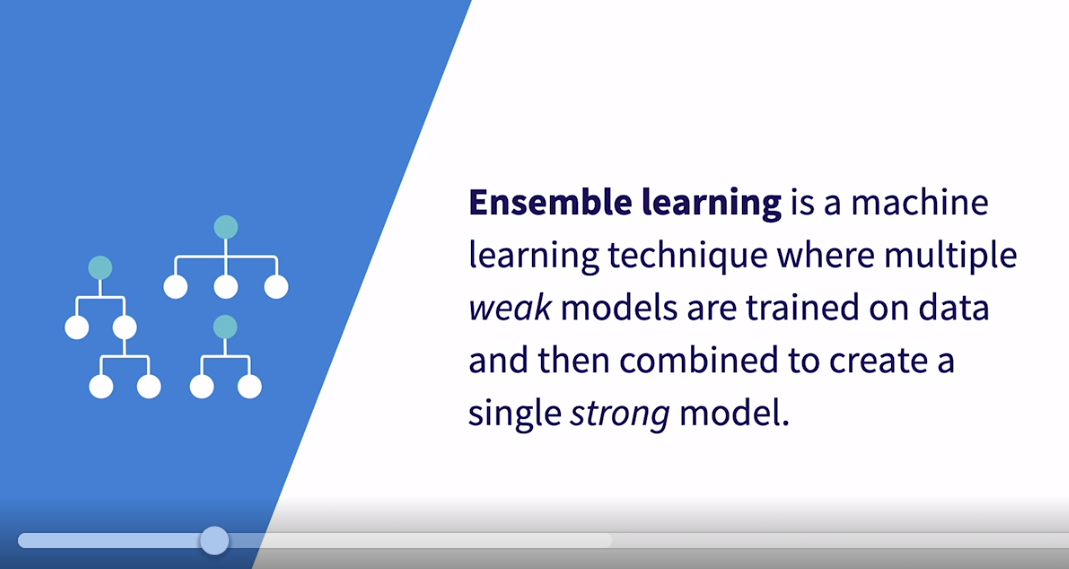 Ensemble learning is a machine
learning technique where multiple
weak models are trained on data
and then combined to create a
single strong model.